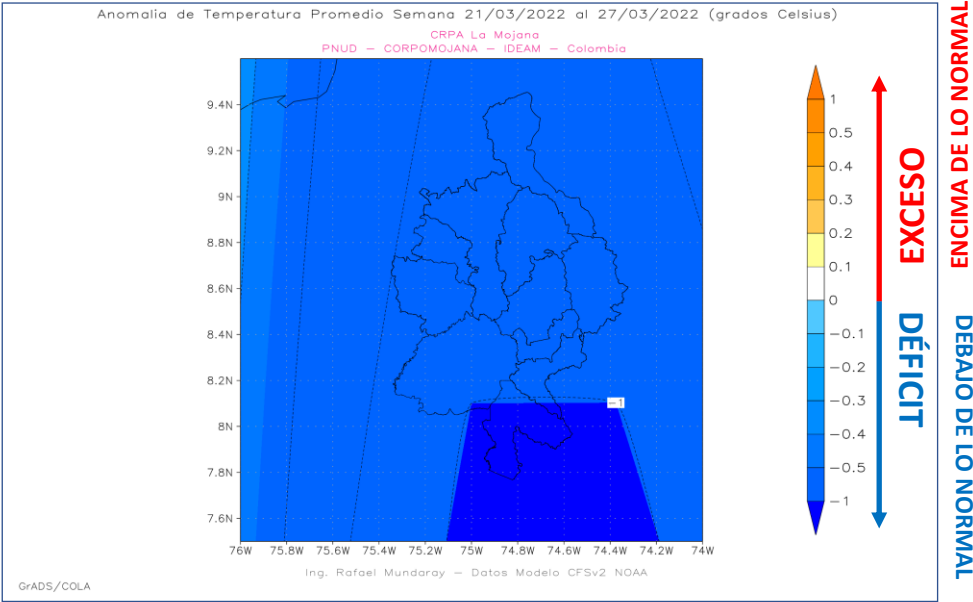 Anomalia de Temperatura Promedio Semana 21/03/2022 al 27/03/2022 (grados Celsius)
CRPA La Mojana
PNUD – CORPOMOJANA – IDEAM – Colombia
9.4N
9.2N
9N
8.8N
8.6N
8.4N
8.2N
8N
7.8N
7.6N
-1
76W
75.8W
75.6W
75.4W
75.2W
75W
74.8W
74.6W
74.4W
74.2W
74W
Ing. Rafael Mundaray – Datos Modelo CFSv2 NOAA
GrADS/COLA
1
0.5
0.4
0.3
0.2
0.1
0
-0.1
-0.2
-0.3
-0.4
-0.5
-1
EXCESO
DÉFICIT
ENCIMA DE LO NORMAL
DEBAJO DE LO NORMAL